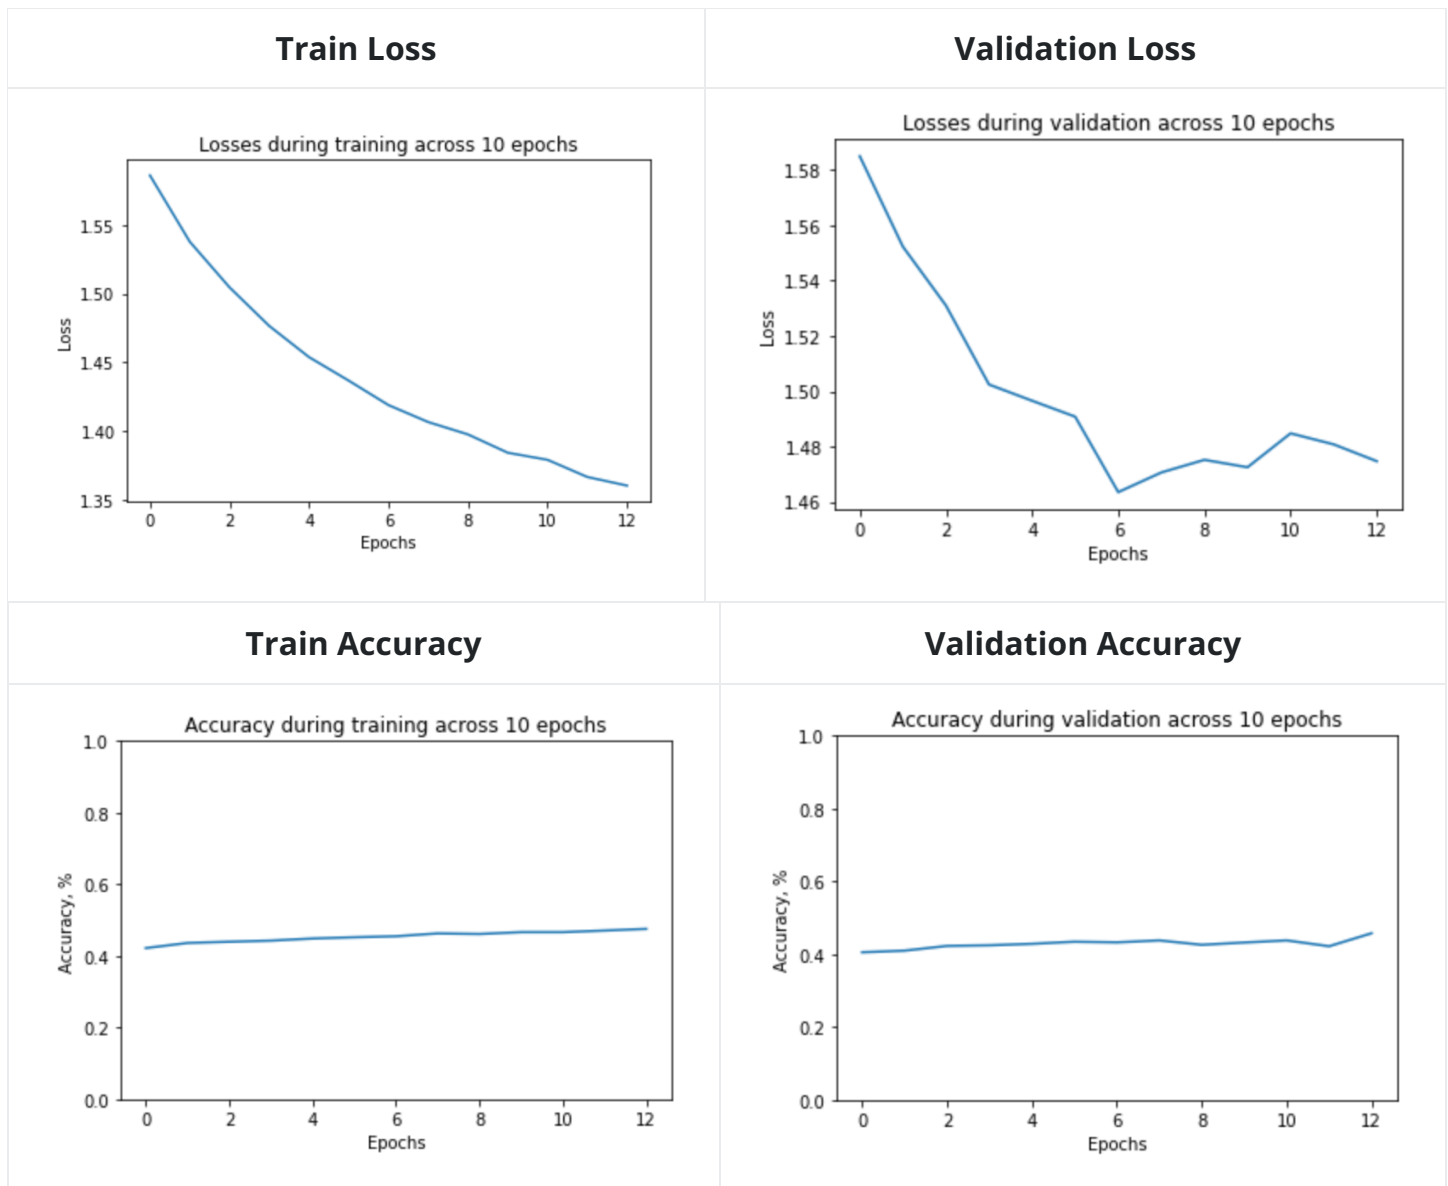 Train Loss
Validation Loss
Losses during training across 10 epochs
1.55
1.50
1.45
1.40
1.35
Loss
0 2 4 6 8 10 12
Epochs
Losses during validation across 10 epochs
1.58
1.56
1.54
1.52
1.50
1.48
1.46
Loss
0 2 4 6 8 10 12
Epochs
Train Accuracy
Validation Accuracy
Accuracy during training across 10 epochs
1.0
0.8
0.6
0.4
0.2
0.0
Accuracy, %
0 2 4 6 8 10 12
Epochs
Accuracy during validation across 10 epochs
1.0
0.8
0.6
0.4
0.2
0.0
Accuracy, %
0 2 4 6 8 10 12
Epochs